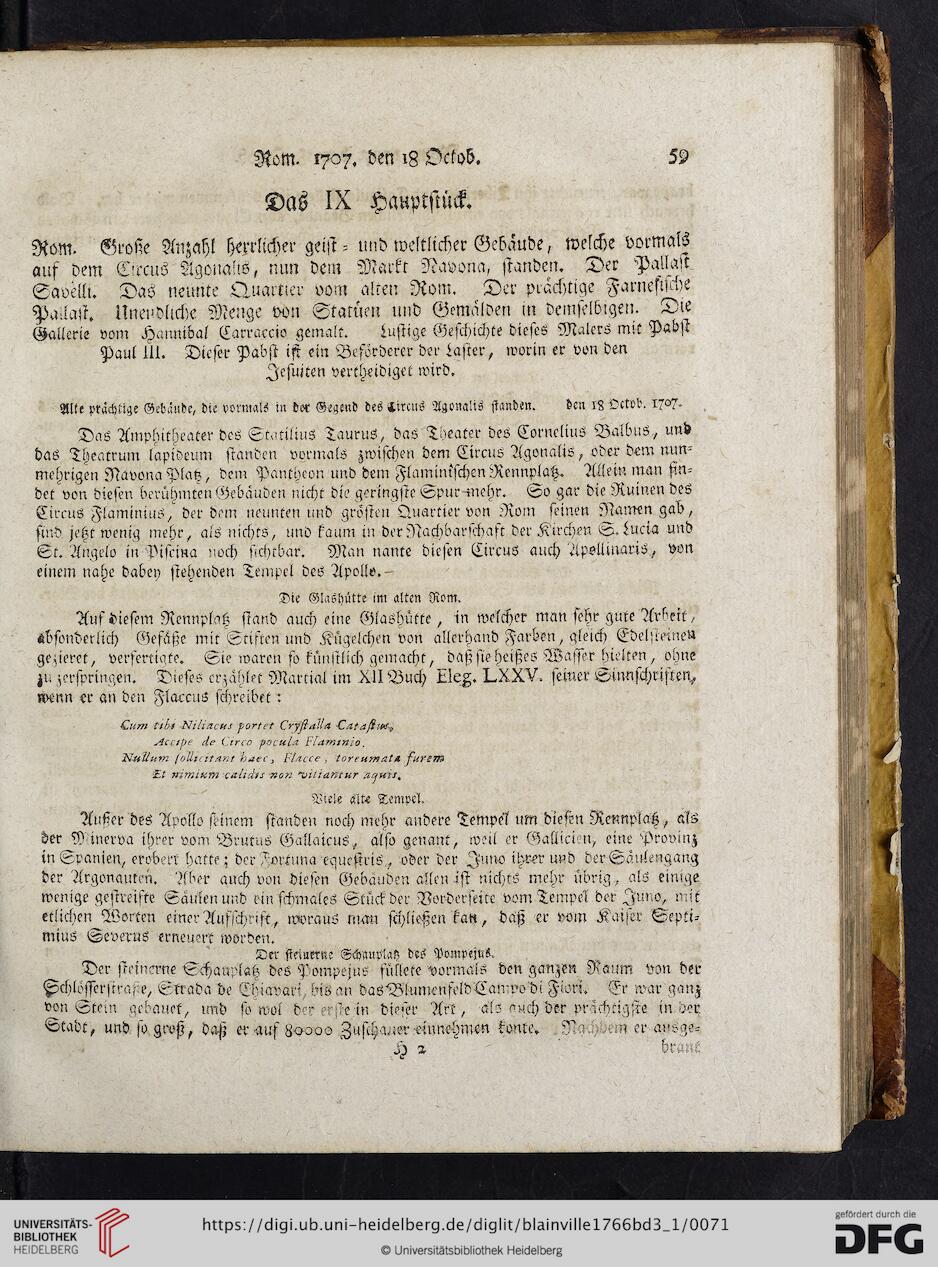 Rom. 1707. den 18 Octob. 59
Das IX Hauptstück.
Rom. Große Anzahl herrlicher geist- und weltlicher Gebäude, welche vormals
auf dem Circus Agonalis, nun dem Markt Navona, standen. Der Pallast
Savelli. Das neunte Quartier vom alten Rom. Der prächtige Farnesische
Pallast. Unendliche Menge von Statüen und Gemälden in demselbigen. Die
Gallerie vom Hannibal Carraccio gemalt. Lustige Geschichte dieses Malers mit Pabst
Paul III. Dieser Pabst ist ein Beförderer der Laster, worin er von den
Jesuiten vertheidiget wird.
Alte prächtige Gebäude, die vormals in der Gegend des Circus Agonalis standen. den 18 Octob. 1707.
Das Amphitheater des Statilius Taurus, das Theater des Cornelius Balbus, und
das Theatrum lapideum standen vormals zwischen dem Circus Agonalis, oder dem nun-
mehrigen Navona Platz, dem Pantheon und dem Flaminischen Rennplatz. Allein man fin-
det von diesen berühmten Gebäuden nicht die geringste Spur mehr. So gar die Ruinen des
Circus Flaminius, der dem neunten und grösten Quartier von Rom seinen Namen gab,
sind jetzt wenig mehr, als nichts, und kaum in der Nachbarschaft der Kirchen S. Lucia und
St. Angelo in Piscina noch sichtbar. Man nante diesen Circus auch Apollinaris, von
einem nahe dabey stehenden Tempel des Apollo.
Die Glashütte im alten Rom.
Auf diesem Rennplatz stand auch eine Glashütte, in welcher man sehr gute Arbeit,
absonderlich Gefäße mit Stiften und Kügelchen von allerhand Farben, gleich Edelsteinen
gezieret, verfertigte. Sie waren so künstlich gemacht, daß sie heißes Wasser hielten, ohne
zu zerspringen. Dieses erzählet Martial im XII Buch Eleg. LXXV. seiner Sinnschriften,
wenn er an den Flaccus schreibet:
Cum tibi Niliacus portet Crystalla Cataplus,
Accipe de Circo pocula Flaminio.
Nullum sollicitant haec, Flacce, toreumata furem
Et nimium calidis non vitiantur aquis.
Viele alte Tempel.
Außer des Apollo seinem standen noch mehr andere Tempel um diesen Rennplatz, als
der Minerva ihrer vom Brutus Gallaicus, also genant, weil er Gallicien, eine Provinz
in Spanien, erobert hatte; der Fortuna equestris, oder der Juno ihrer und der Säulengang
der Argonauten. Aber auch von diesen Gebäuden allen ist nichts mehr übrig, als einige
wenige gestreifte Säulen und ein schmales Stück der Vorderseite vom Tempel der Juno, mit
etlichen Worten einer Aufschrift, woraus man schließen kan, daß er vom Kaiser Septi-
mius Severus erneuert worden.
Der steinerne Schauplatz des Pompejus.
Der steinerne Schauplatz des Pompejus füllete vormals den ganzen Raum von der
Schlösserstraße, Strada de Chiavari, bis an das Blumenfeld Campo di Fiori. Er war ganz
von Stein gebauet, und so wol der erste in dieser Art, als auch der prächtigste in der
Stadt, und so groß, daß er auf 80000 Zuschauer einnehmen konte. Nachdem er ausge-
H 2 brant
UNIVERSITÄTS-
BIBLIOTHEK
HEIDELBERG
https://digi.ub.uni-heidelberg.de/diglit/blainville1766bd3_1/0071
© Universitätsbibliothek Heidelberg
gefördert durch die
DFG